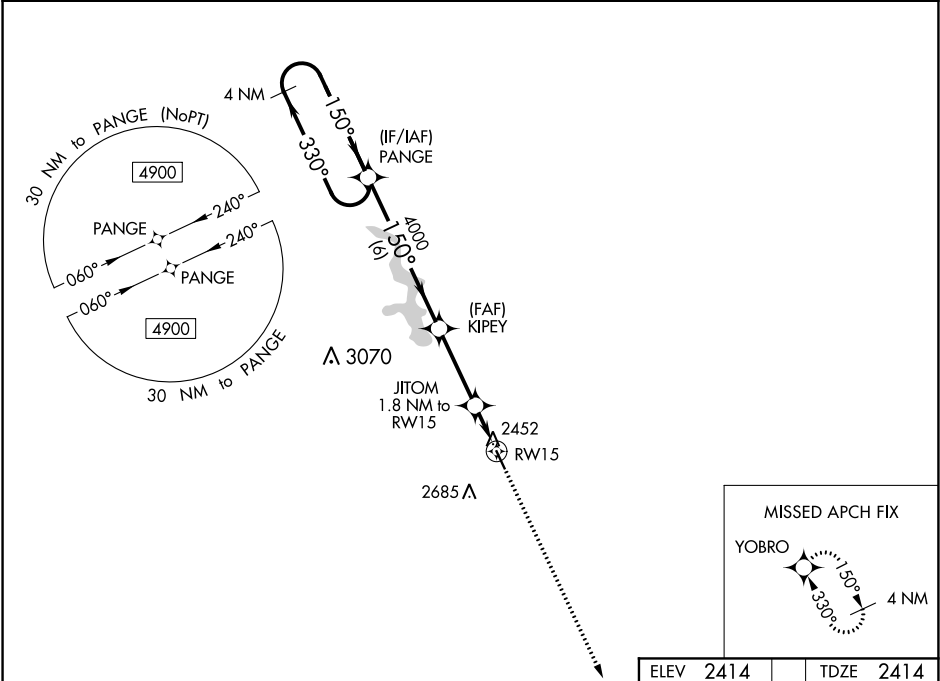 30 NM to PANGE (NoPT)
4900
PANGE
240°
060°
240°
PANGE
060°
4900
30 NM to PANGE
4 NM
150°
330°
(IF/IAF)
PANGE
4000
150°
(6)
(FAF)
KIPEY
3070
JITOM
1.8 NM to
RW15
2452
RW15
2685
MISSED APCH FIX
YOBRO
150°
330°
4 NM
ELEV 2414 TDZE 2414